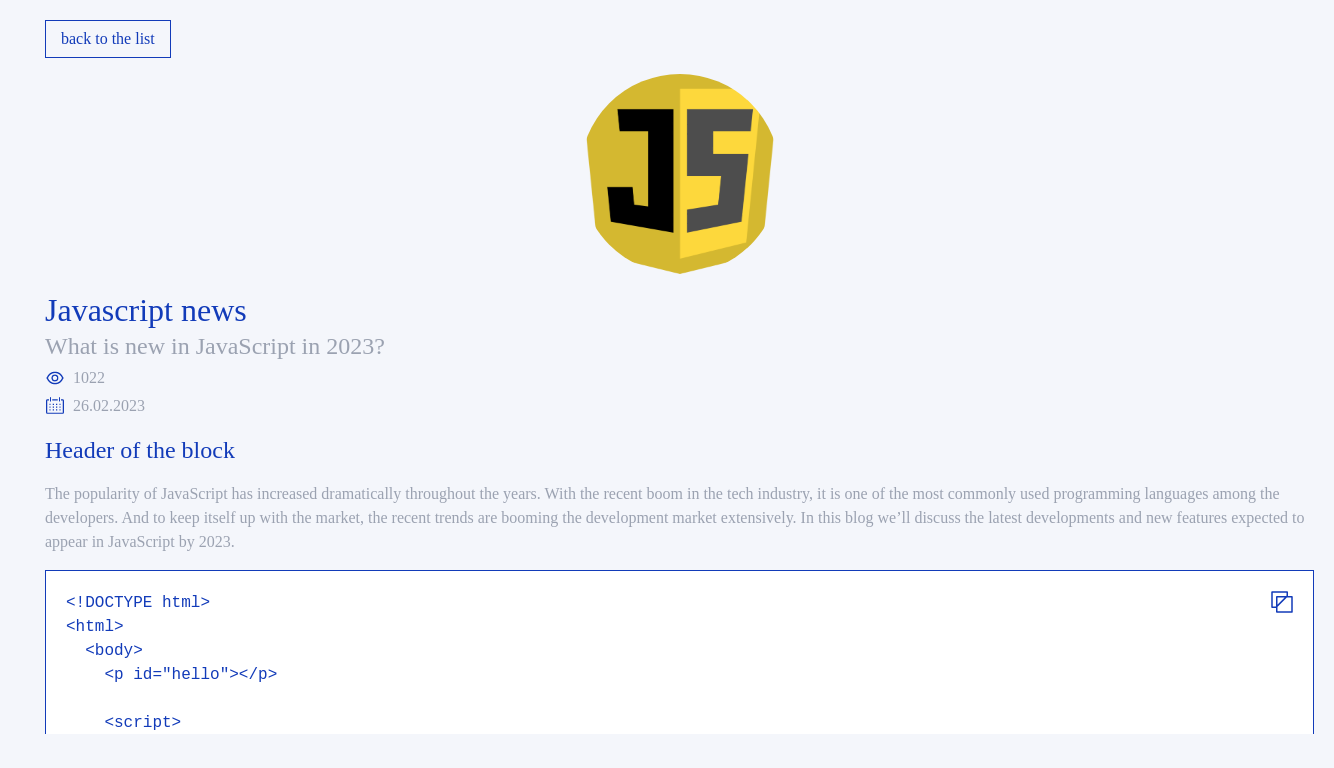 back to the list
JS
Javascript news
What is new in JavaScript in 2023?
1022
26.02.2023
Header of the block
The popularity of JavaScript has increased dramatically throughout the years. With the recent boom in the tech industry, it is one of the most commonly used programming languages among the
developers. And to keep itself up with the market, the recent trends are booming the development market extensively. In this blog we’ll discuss the latest developments and new features expected to
appear in JavaScript by 2023.
<!DOCTYPE html>
<html>
  <body>
    <p id="hello"></p>
    <script>